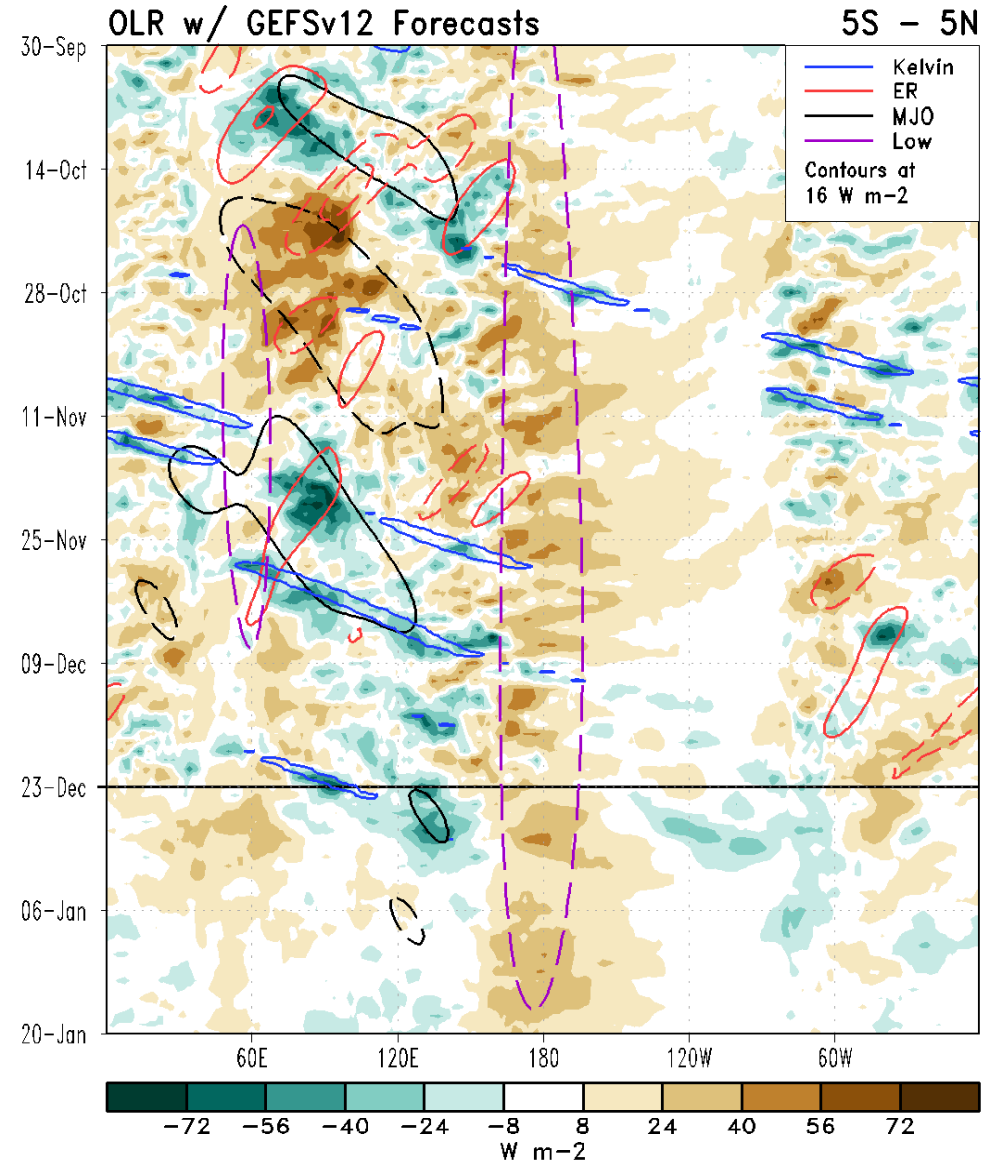 OLR w/ GEFSv12 Forecasts 5S - 5N
30-Sep
14-Oct
28-Oct
11-Nov
25-Nov
09-Dec
23-Dec
06-Jan
20-Jan
Kelvin
ER
MJO
Low
Contours at
16 W m-2
60E 120E 180 120W 60W
-72 -56 -40 -24 -8 8 24 40 56 72
W m-2